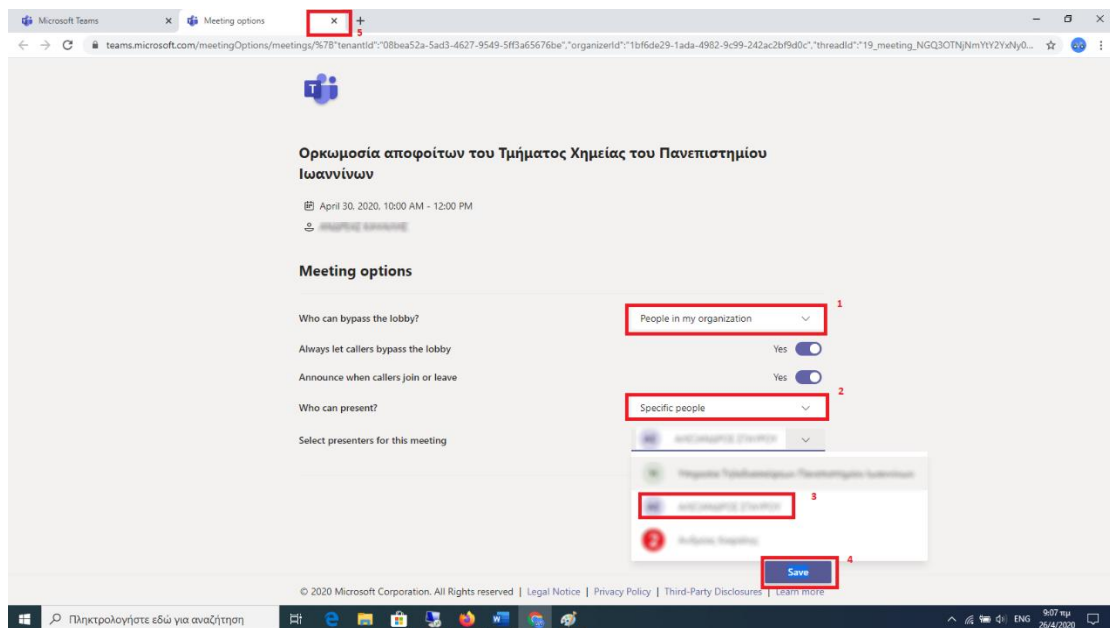 Microsoft Teams
Meeting options
5
teams.microsoft.com/meetingOptions/meetings/%7B"tenantId":"08bea52a-5ad3-4627-9549-5ff3a65676be","organizerId":"1bf6de29-1ada-4982-9c99-242ac2bf9d0c","threadId":"19_meeting_NGQ3OTNjNmYtY2YxNy0...
Ορκωμοσία αποφοίτων του Τμήματος Χημείας του Πανεπιστημίου
Ιωαννίνων
April 30, 2020, 10:00 AM - 12:00 PM
Meeting options
1
Who can bypass the lobby? People in my organization
Always let callers bypass the lobby Yes
Announce when callers join or leave Yes
2
Who can present? Specific people
Select presenters for this meeting
3
4
Save
© 2020 Microsoft Corporation. All Rights reserved | Legal Notice | Privacy Policy | Third-Party Disclosures | Learn more
Πληκτρολογήστε εδώ για αναζήτηση
ENG
9:07 πμ
26/4/2020